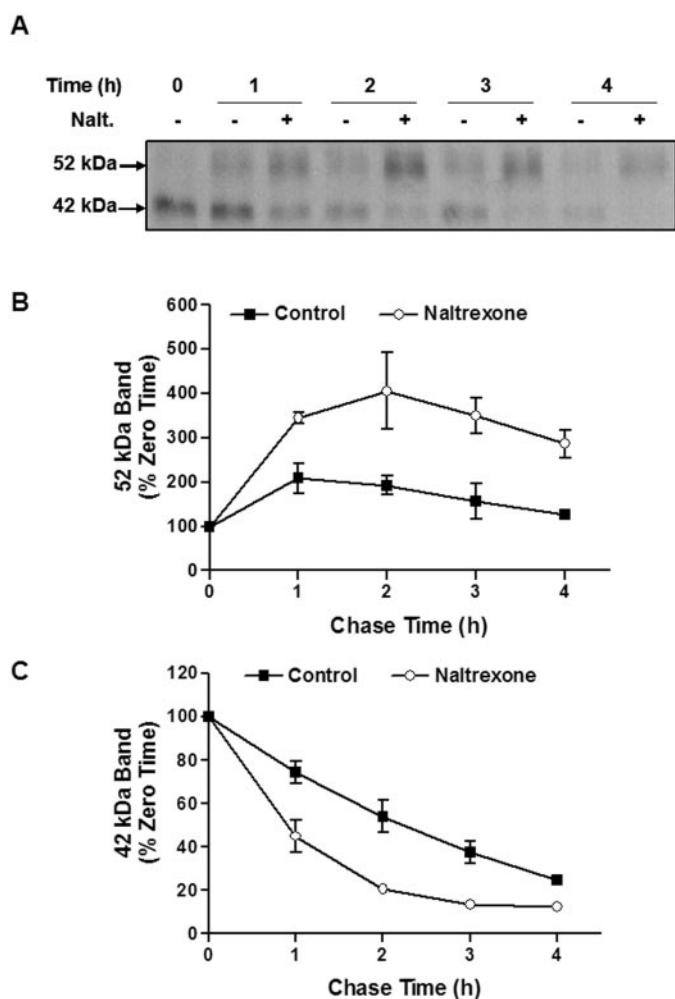 A
Time (h) 0 1 2 3 4
Nalt. - - + - + - + - +
52 kDa
42 kDa
B
Control Naltrexone
600
500
400
300
200
100
0
52 kDa Band
(% Zero Time)
0 1 2 3 4
Chase Time (h)
C
Control Naltrexone
120
100
80
60
40
20
0
42 kDa Band
(% Zero Time)
0 1 2 3 4
Chase Time (h)